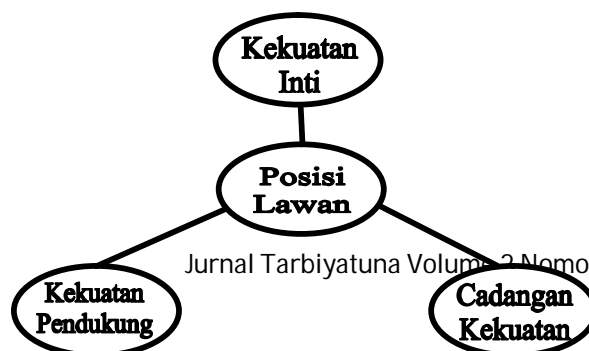 Kekuatan
Inti
Posisi
Lawan
Jurnal Tarbiyatuna Volume 2 Nomo
Kekuatan
Pendukung
Cadangan
Kekuatan